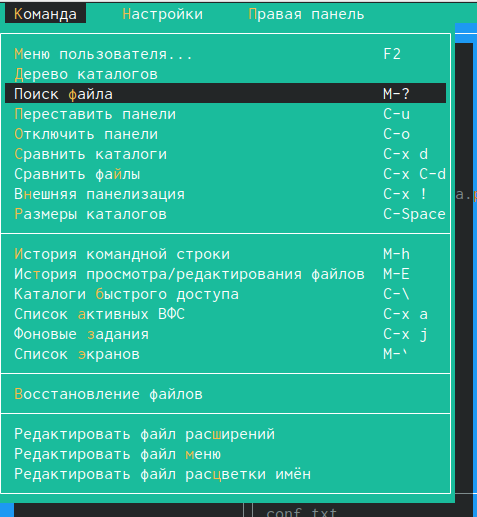 Команда Настройки Правая панель
Меню пользователя... F2
Дерево каталогов
Поиск файла M-?
Переставить панели C-u
Отключить панели C-o
Сравнить каталоги C-x d
Сравнить файлы C-x C-d
Внешняя панелизация C-x !
Размеры каталогов C-Space
История командной строки M-h
История просмотра/редактирования файлов M-E
Каталоги быстрого доступа C-\
Список активных ВФС C-x a
Фоновые задания C-x j
Список экранов M-`
Восстановление файлов
Редактировать файл расширений
Редактировать файл меню
Редактировать файл расцветки имён
conf.txt